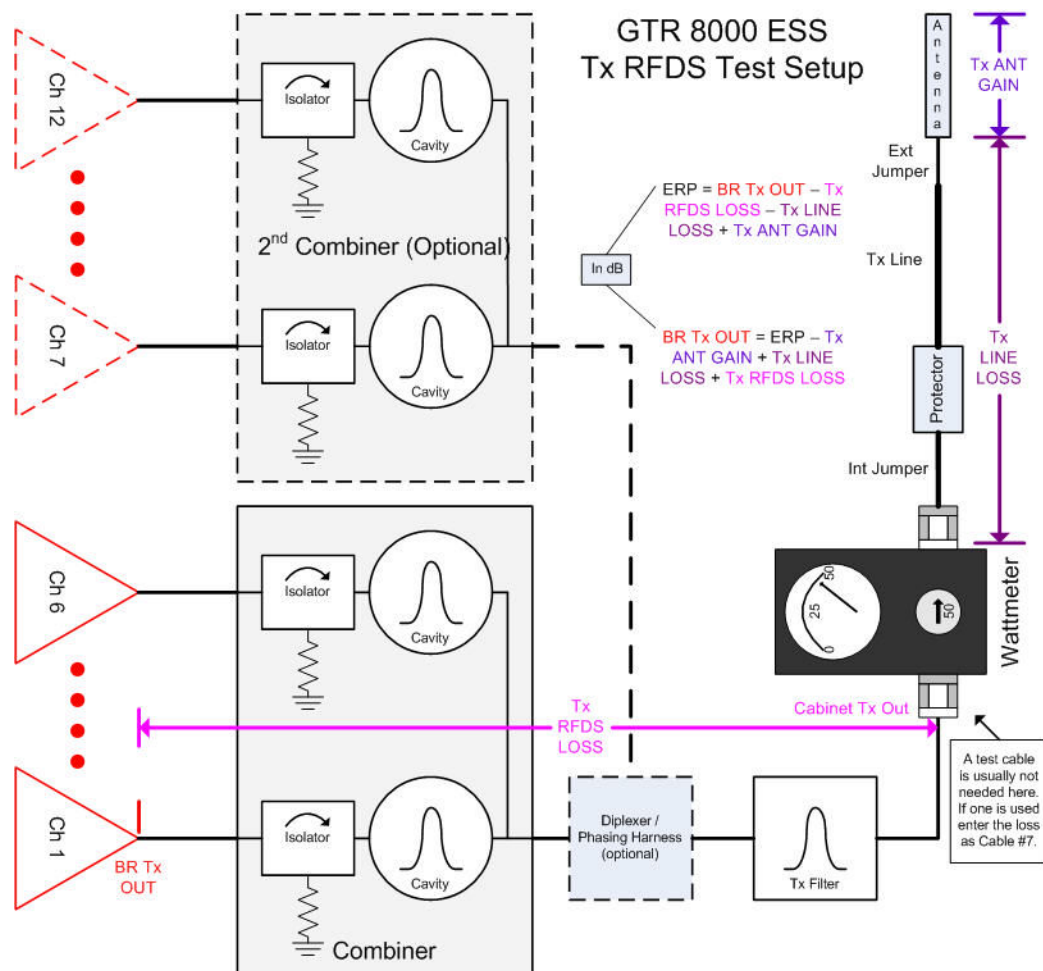 GTR 8000 ESS
Tx RFDS Test Setup
Ch 12
Isolator
Cavity
2nd Combiner (Optional)
Ch 7
Isolator
Cavity
Antenna
Tx ANT
GAIN
Ext
Jumper
ERP = BR Tx OUT – Tx
RFDS LOSS – Tx LINE
LOSS + Tx ANT GAIN
In dB
BR Tx OUT = ERP – Tx
ANT GAIN + Tx LINE
LOSS + Tx RFDS LOSS
Tx Line
Tx
LINE
LOSS
Protector
Int Jumper
Ch 6
Isolator
Cavity
0
25
50
50
Wattmeter
Tx
RFDS
LOSS
Cabinet Tx Out
A test cable
is usually not
needed here.
If one is used
enter the loss
as Cable #7.
Ch 1
BR Tx
OUT
Isolator
Cavity
Combiner
Diplexer /
Phasing Harness
(optional)
Tx Filter